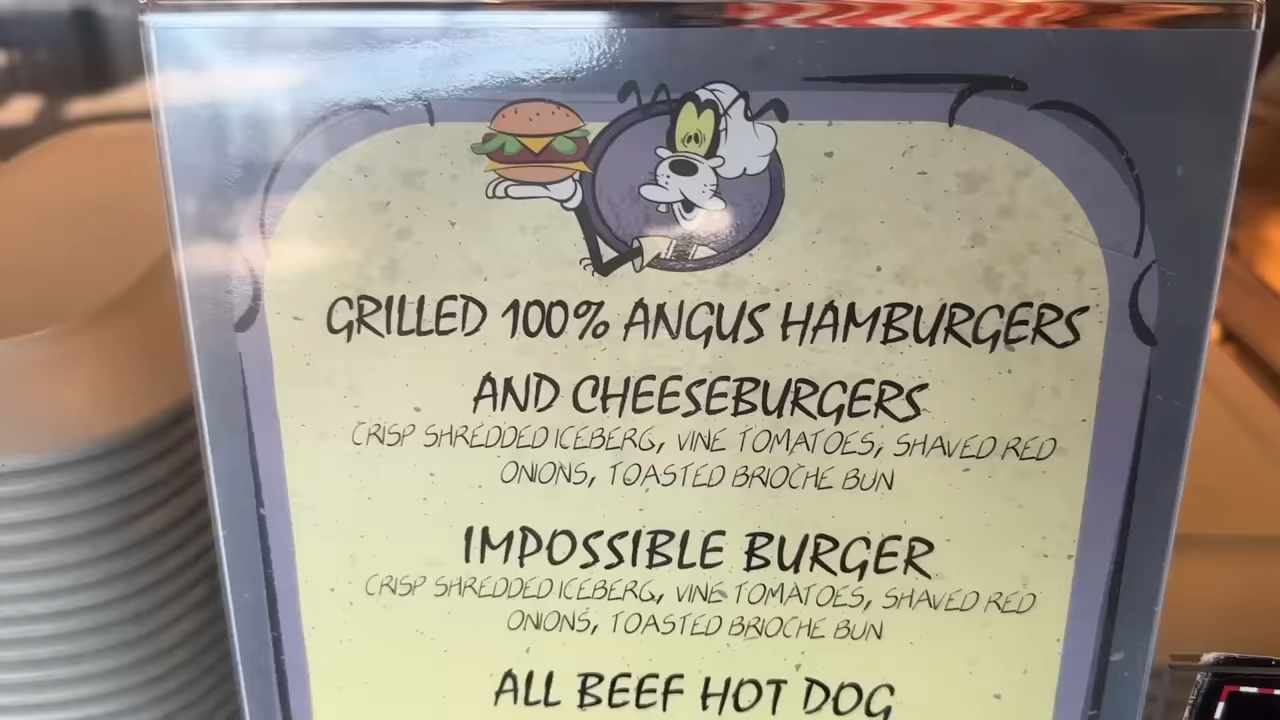 GRILLED 100% ANGUS HAMBURGERS
AND CHEESEBURGERS
CRISP SHREDDED ICEBERG, VINE TOMATOES, SHAVED RED
ONIONS, TOASTED BRIOCHE BUN
IMPOSSIBLE BURGER
CRISP SHREDDED ICEBERG, VINE TOMATOES, SHAVED RED
ONIONS, TOASTED BRIOCHE BUN
ALL BEEF HOT DOG